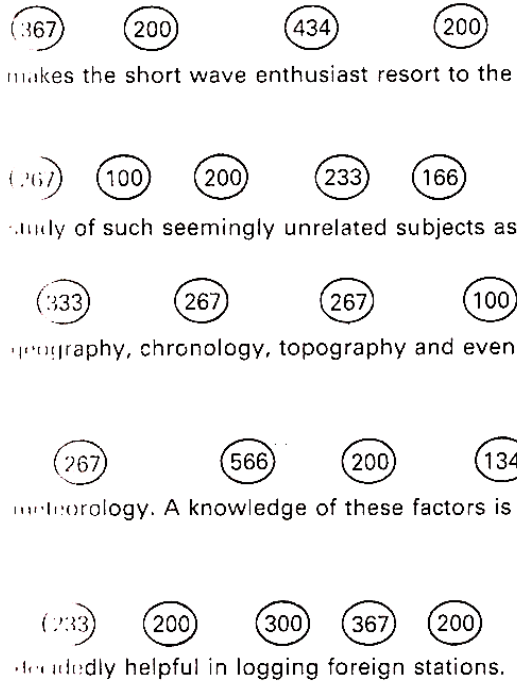 367 200 434 200
makes the short wave enthusiast resort to the
267 100 200 233 166
study of such seemingly unrelated subjects as
333 267 267 100
geography, chronology, topography and even
267 566 200 134
meteorology. A knowledge of these factors is
233 200 300 367 200
decidedly helpful in logging foreign stations.